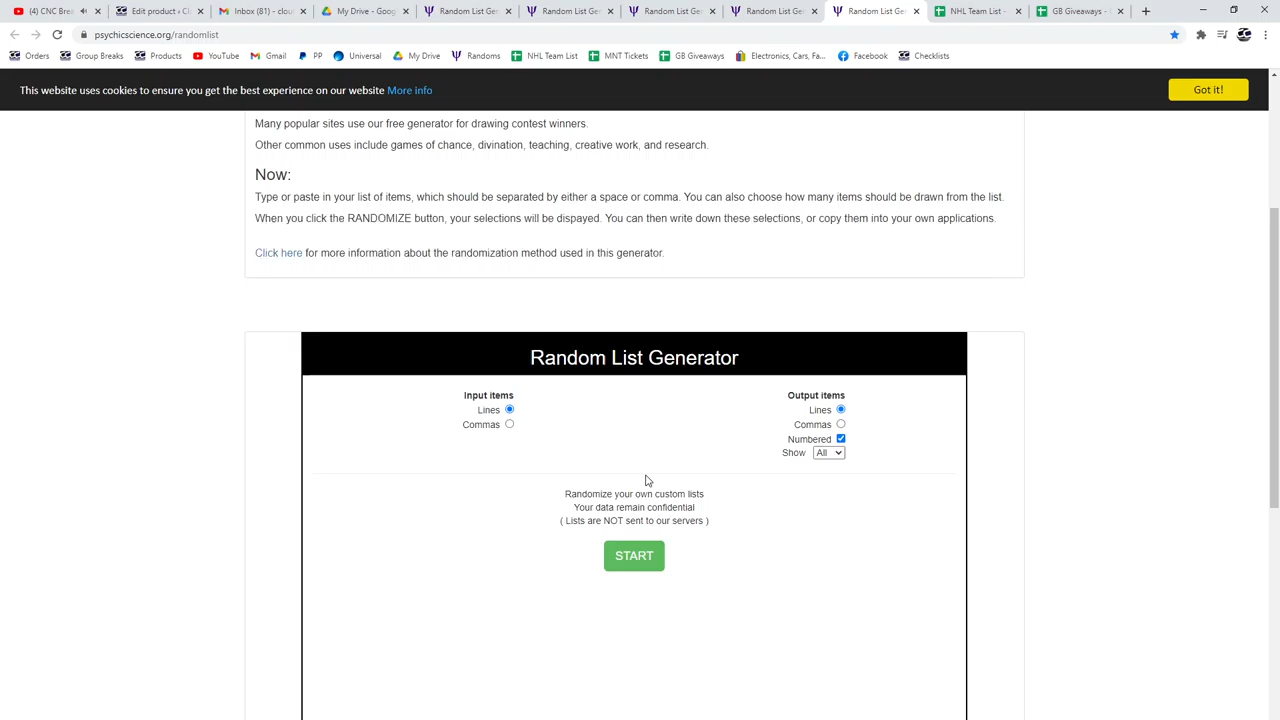 (4) CNC Brea
Edit product ‹ C
Inbox (81) - clou
My Drive - Goog
Random List Ge
Random List Ge
Random List Ge
Random List Ge
Random List Ge
NHL Team List -
GB Giveaways -
psychicscience.org/randomlist
Orders
Group Breaks
Products
YouTube
Gmail
PP
Universal
My Drive
Randoms
NHL Team List
MNT Tickets
GB Giveaways
Electronics, Cars, Fa...
Facebook
Checklists
This website uses cookies to ensure you get the best experience on our website More info
Got it!
Many popular sites use our free generator for drawing contest winners.
Other common uses include games of chance, divination, teaching, creative work, and research.
Now:
Type or paste in your list of items, which should be separated by either a space or comma. You can also choose how many items should be drawn from the list.
When you click the RANDOMIZE button, your selections will be dispayed. You can then write down these selections, or copy them into your own applications.
Click here for more information about the randomization method used in this generator.
Random List Generator
Input items
Lines
Commas
Output items
Lines
Commas
Numbered
Show All
Randomize your own custom lists
Your data remain confidential
( Lists are NOT sent to our servers )
START